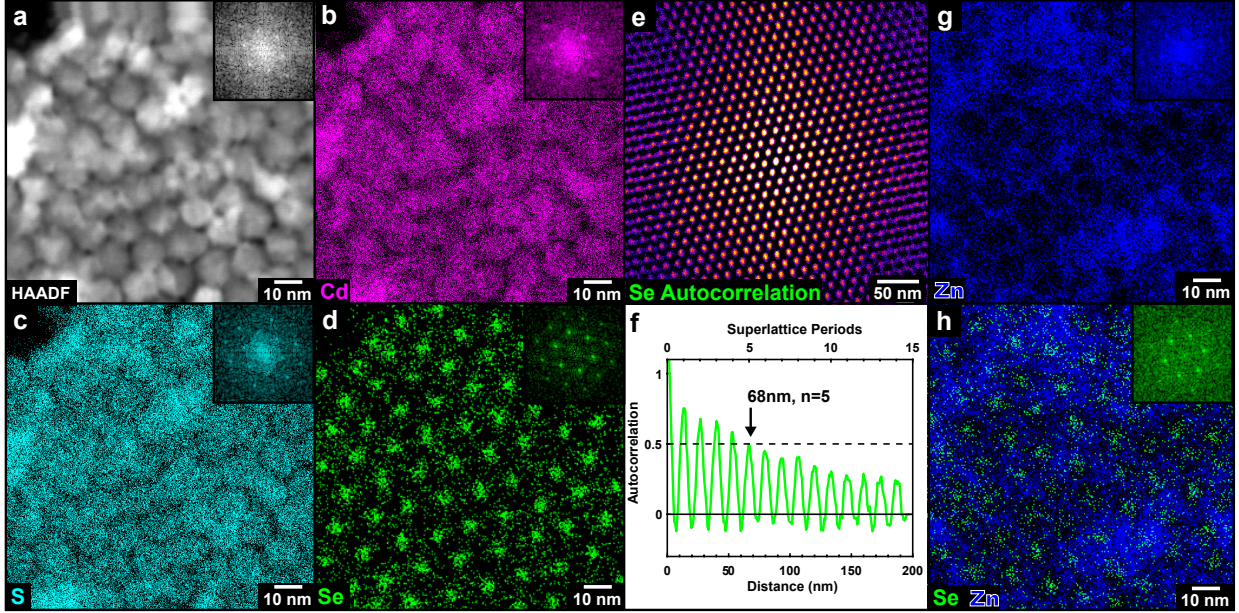 a
HAADF
10 nm
b
Cd
10 nm
e
Se Autocorrelation
50 nm
g
Zn
10 nm
c
S
10 nm
d
Se
10 nm
f
Superlattice Periods
0 5 10 15
68nm, n=5
Autocorrelation
1
0.5
0
0 50 100 150 200
Distance (nm)
h
Se Zn
10 nm